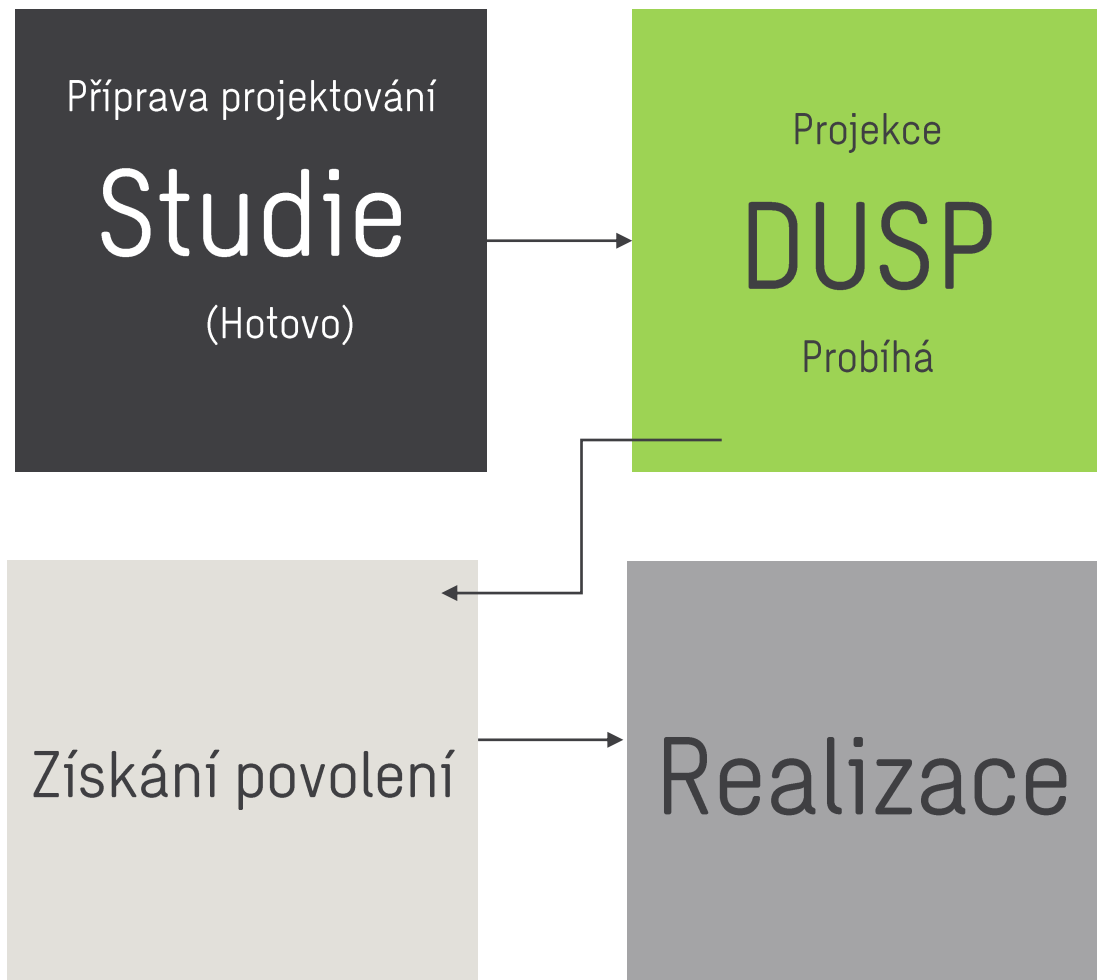 Příprava projektování
Studie
(Hotovo)
Projekce
DUSP
Probíhá
Získání povolení
Realizace